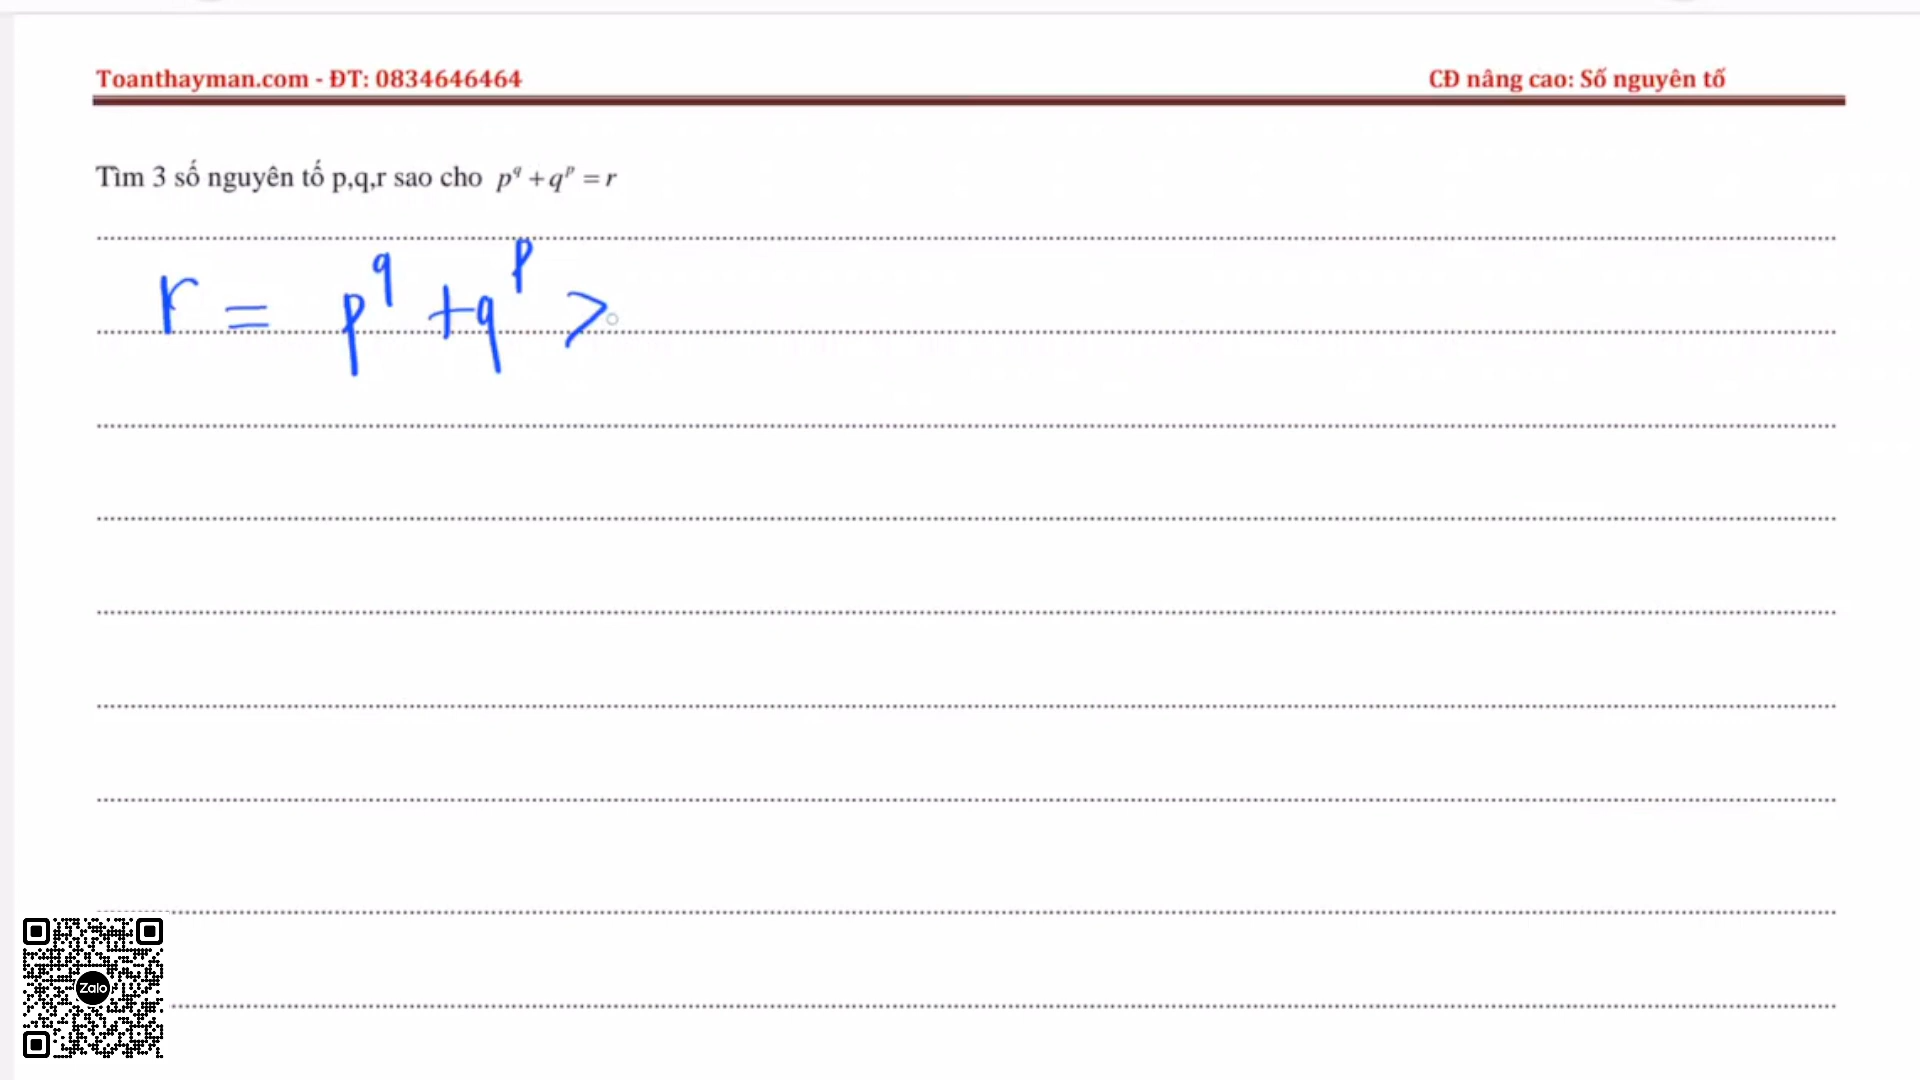 Toanthayman.com - ĐT: 0834646464
CĐ nâng cao: Số nguyên tố
Tìm 3 số nguyên tố p,q,r sao cho p^q + q^p = r
r = p^q + q^p >
Zalo